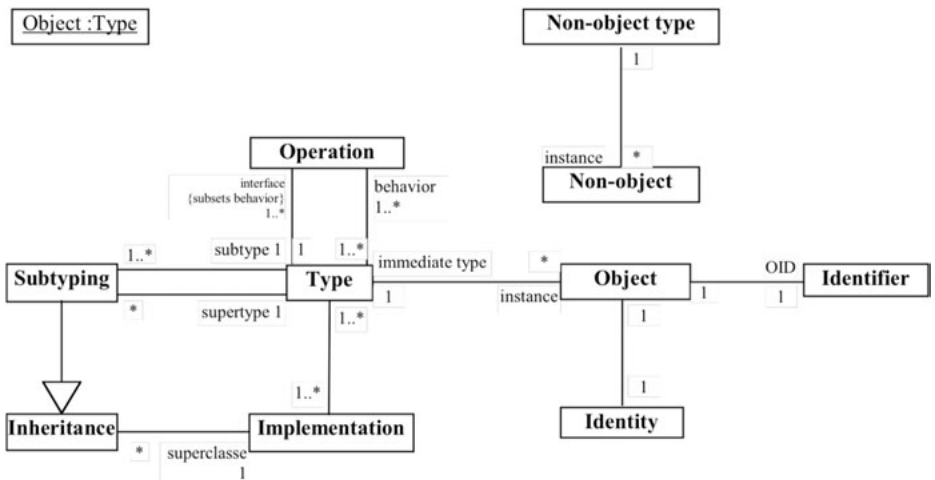 Object :Type
Non-object type
1
instance
*
Non-object
Operation
interface
{subsets behavior}
1..*
behavior
1..*
1..*
subtype 1
1
1..*
immediate type
*
OID
Subtyping
Type
Object
Identifier
*
supertype 1
1
1..*
instance
1
1
1
1..*
1
Inheritance
Implementation
Identity
*
superclasse
1